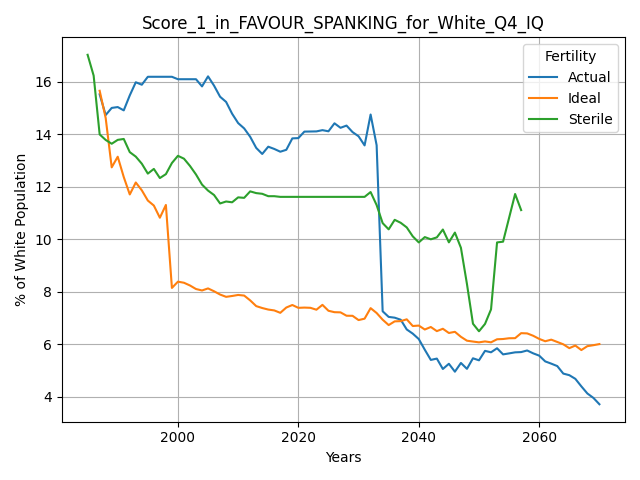 Score_1_in_FAVOUR_SPANKING_for_White_Q4_IQ
Fertility
Actual
Ideal
Sterile
% of White Population
16
14
12
10
8
6
4
2000
2020
2040
2060
Years